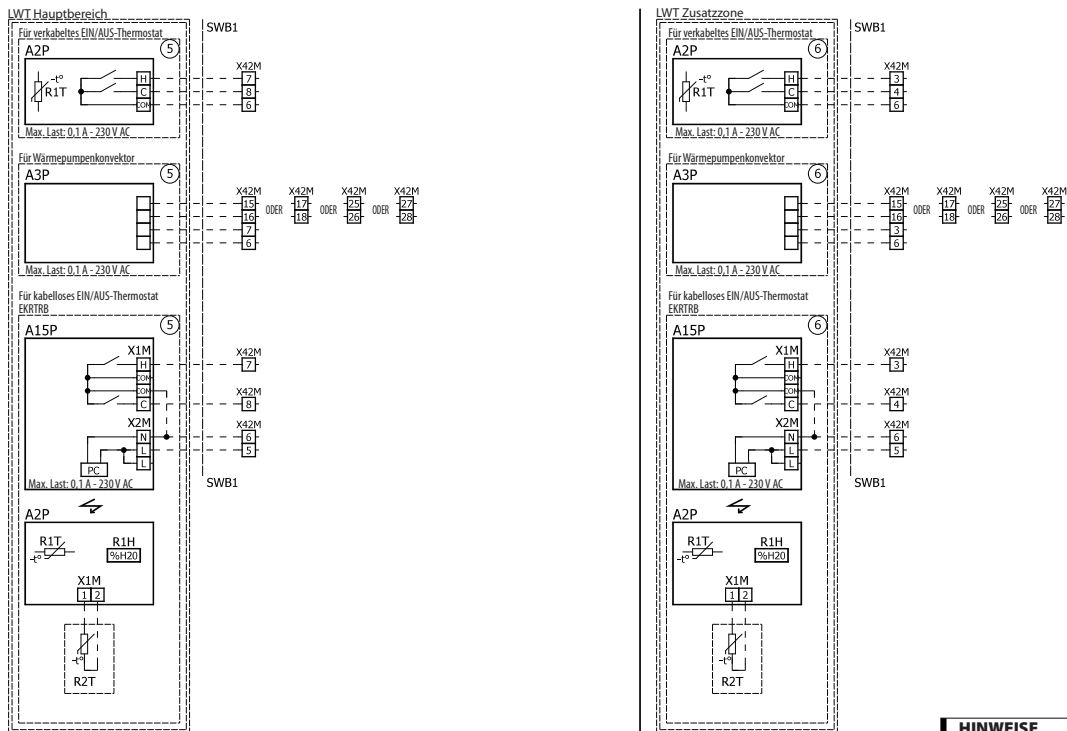 LWT Hauptbereich
SWB1
Für verkabeltes EIN/AUS-Thermostat
5
A2P
X42M
-t°
R1T
H
7
C
8
COM
6
Max. Last: 0,1 A - 230 V AC
Für Wärmepumpenkonvektor
5
A3P
X42M X42M X42M X42M
15 ODER 17 ODER 25 ODER 27
16 18 26 28
7
6
Max. Last: 0,1 A - 230 V AC
Für kabelloses EIN/AUS-Thermostat
EKRTRB
5
A15P
X1M
X42M
H
7
COM
COM
X42M
C
8
X2M
X42M
N
6
L
5
L
PC
Max. Last: 0,1 A - 230 V AC
SWB1
A2P
R1T
R1H
-t°
%H20
X1M
1 2
-t°
R2T
LWT Zusatzzone
SWB1
Für verkabeltes EIN/AUS-Thermostat
6
A2P
X42M
-t°
R1T
H
3
C
4
COM
6
Max. Last: 0,1 A - 230 V AC
Für Wärmepumpenkonvektor
6
A3P
X42M X42M X42M X42M
15 ODER 17 ODER 25 ODER 27
16 18 26 28
3
6
Max. Last: 0,1 A - 230 V AC
Für kabelloses EIN/AUS-Thermostat
EKRTRB
6
A15P
X1M
X42M
H
3
COM
COM
X42M
C
4
X2M
X42M
N
6
L
5
L
PC
Max. Last: 0,1 A - 230 V AC
SWB1
A2P
R1T
R1H
-t°
%H20
X1M
1 2
-t°
R2T
HINWEISE